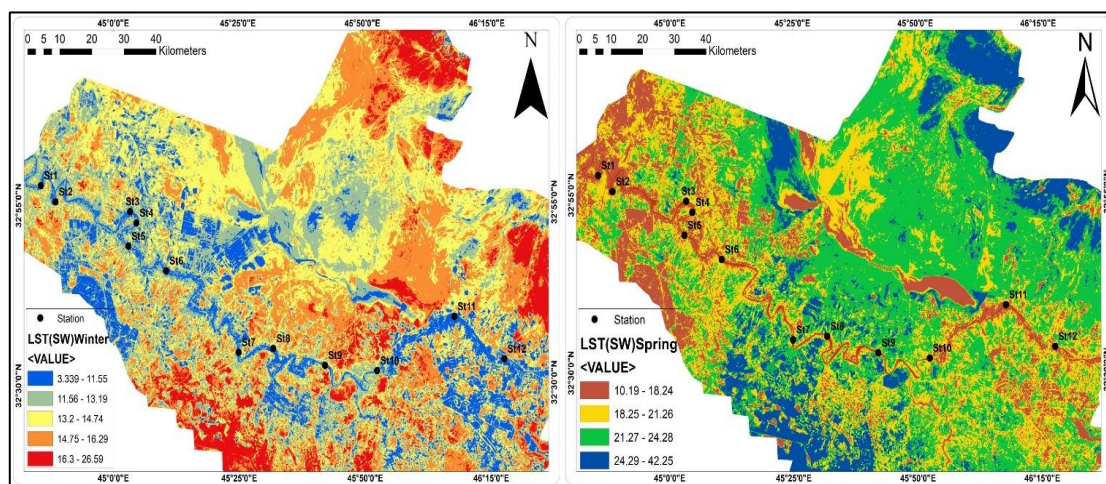 45°0'0"E 45°25'0"E 45°50'0"E 46°15'0"E
0 5 10 20 30 40
Kilometers
N
St1
St2
St3
St4
St5
St6
St7
St8
St9
St10
St11
St12
32°55'0"N
32°30'0"N
Station
LST(SW)Winter
<VALUE>
3.339 - 11.55
11.56 - 13.19
13.2 - 14.74
14.75 - 16.29
16.3 - 26.59
45°0'0"E 45°25'0"E 45°50'0"E 46°15'0"E
45°0'0"E 45°25'0"E 45°50'0"E 46°15'0"E
0 5 10 20 30 40
Kilometers
N
St1
St2
St3
St4
St5
St6
St7
St8
St9
St10
St11
St12
32°55'0"N
32°30'0"N
Station
LST(SW)Spring
<VALUE>
10.19 - 18.24
18.25 - 21.26
21.27 - 24.28
24.29 - 42.25
45°0'0"E 45°25'0"E 45°50'0"E 46°15'0"E